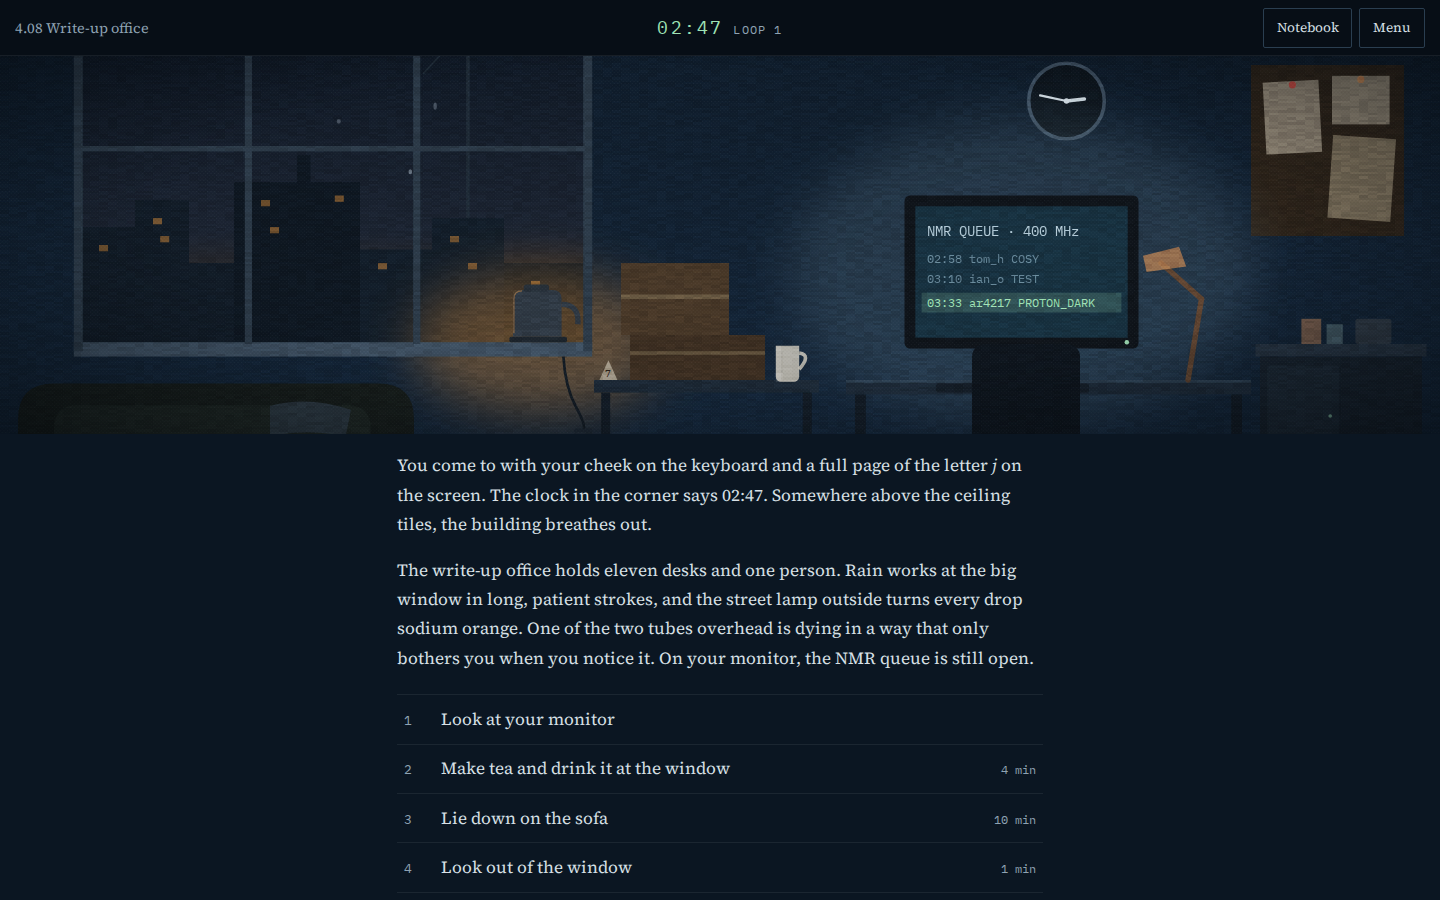 4.08 Write-up office
02:47 LOOP 1
Notebook
Menu
NMR QUEUE · 400 MHz
02:58 tom_h COSY
03:10 ian_o TEST
03:33 ar4217 PROTON_DARK
7
You come to with your cheek on the keyboard and a full page of the letter j on
the screen. The clock in the corner says 02:47. Somewhere above the ceiling
tiles, the building breathes out.
The write-up office holds eleven desks and one person. Rain works at the big
window in long, patient strokes, and the street lamp outside turns every drop
sodium orange. One of the two tubes overhead is dying in a way that only
bothers you when you notice it. On your monitor, the NMR queue is still open.
1 Look at your monitor
2 Make tea and drink it at the window 4 min
3 Lie down on the sofa 10 min
4 Look out of the window 1 min